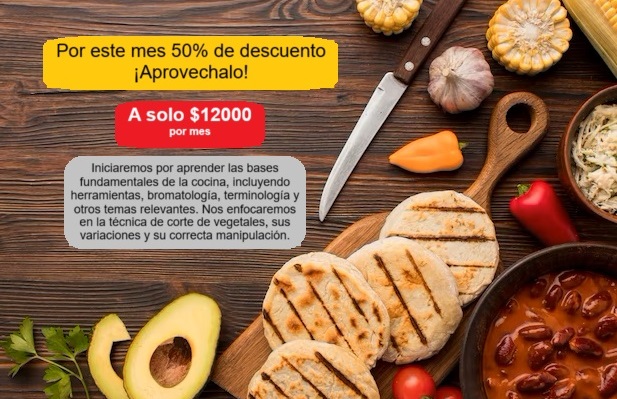 Por este mes 50% de descuento
¡Aprovechalo!
A solo $12000
por mes
Iniciaremos por aprender las bases
fundamentales de la cocina, incluyendo
herramientas, bromatología, terminología y
otros temas relevantes. Nos enfocaremos
en la técnica de corte de vegetales, sus
variaciones y su correcta manipulación.